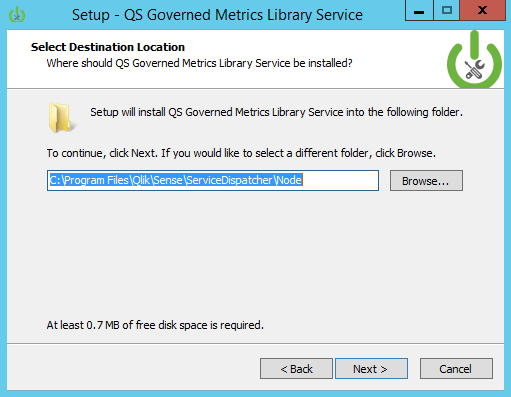 Setup - QS Governed Metrics Library Service
Select Destination Location
Where should QS Governed Metrics Library Service be installed?
Setup will install QS Governed Metrics Library Service into the following folder.
To continue, click Next. If you would like to select a different folder, click Browse.
C:\Program Files\Qlik\Sense\ServiceDispatcher\Node
Browse...
At least 0.7 MB of free disk space is required.
< Back
Next >
Cancel